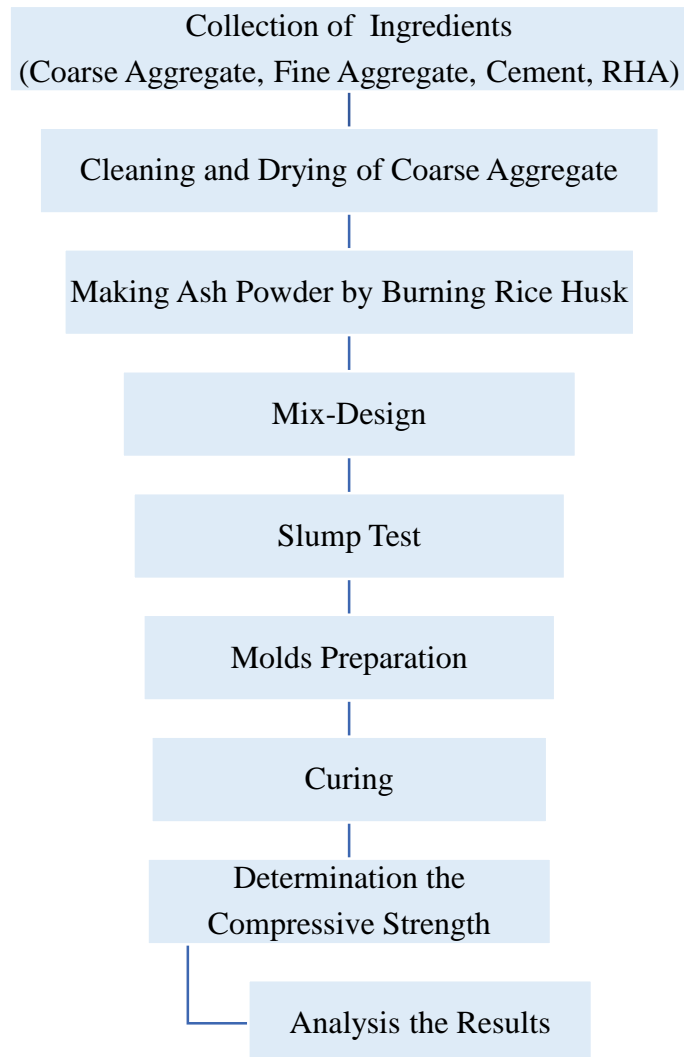 Collection of Ingredients
(Coarse Aggregate, Fine Aggregate, Cement, RHA)
Cleaning and Drying of Coarse Aggregate
Making Ash Powder by Burning Rice Husk
Mix-Design
Slump Test
Molds Preparation
Curing
Determination the
Compressive Strength
Analysis the Results